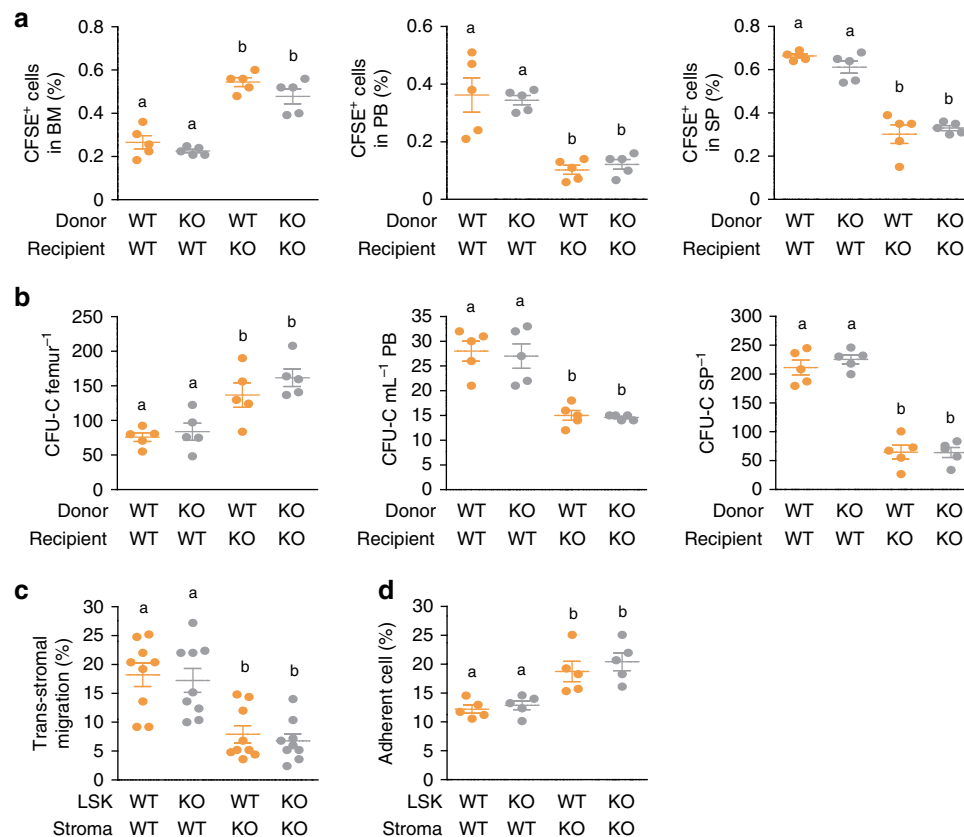 a
CFSE⁺ cells
in BM (%)
0.8
0.6
0.4
0.2
0
a
a
b
b
Donor WT KO WT KO
Recipient WT WT KO KO
CFSE⁺ cells
in PB (%)
0.6
0.4
0.2
0
a
a
b
b
WT KO WT KO
WT WT KO KO
CFSE⁺ cells
in SP (%)
0.8
0.6
0.4
0.2
0
a
a
b
b
WT KO WT KO
WT WT KO KO
b
CFU-C femur⁻¹
250
200
150
100
50
0
a
a
b
b
Donor WT KO WT KO
Recipient WT WT KO KO
CFU-C mL⁻¹ PB
35
30
25
20
15
10
5
0
a
a
b
b
WT KO WT KO
WT WT KO KO
CFU-C SP⁻¹
300
250
200
150
100
50
0
a
a
b
b
WT KO WT KO
WT WT KO KO
c
Trans-stromal
migration (%)
30
25
20
15
10
5
0
a
a
b
b
LSK WT KO WT KO
Stroma WT WT KO KO
d
Adherent cell (%)
30
25
20
15
10
5
0
a
a
b
b
LSK WT KO WT KO
Stroma WT WT KO KO